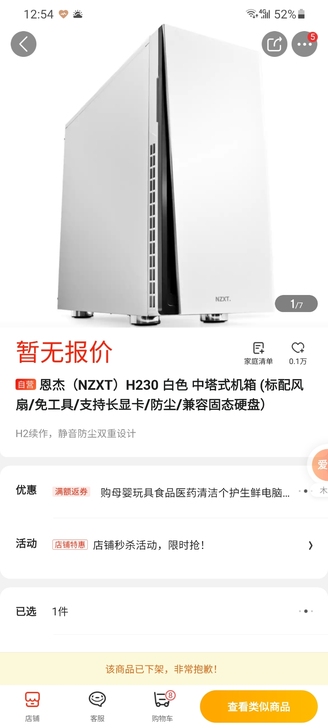 12:54
4G
52%
5
NZXT.
1/7
暂无报价
家庭清单
0.1万
自营 恩杰（NZXT）H230 白色 中塔式机箱 (标配风
扇/免工具/支持长显卡/防尘/兼容固态硬盘)
H2续作，静音防尘双重设计
爱
木
优惠 满额返券 购母婴玩具食品医药清洁个护生鲜电脑...
活动 店铺特惠 店铺秒杀活动，限时抢！
已选 1件
该商品已下架，非常抱歉！
店铺
客服
8
购物车
查看类似商品